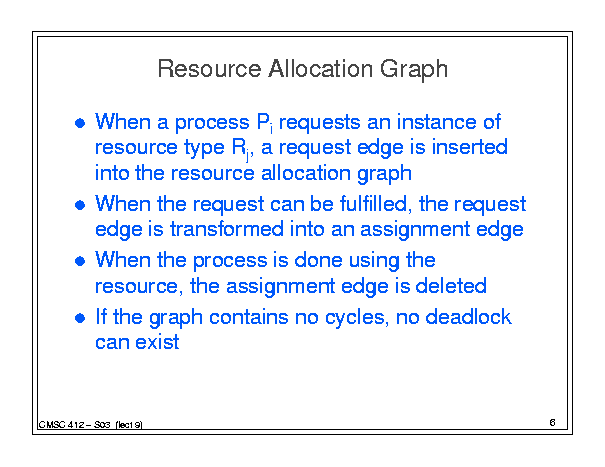 Resource Allocation Graph
● When a process Pi requests an instance of
resource type Rj, a request edge is inserted
into the resource allocation graph
● When the request can be fulfilled, the request
edge is transformed into an assignment edge
● When the process is done using the
resource, the assignment edge is deleted
● If the graph contains no cycles, no deadlock
can exist
CMSC 412 – S03 (lect 9)
6